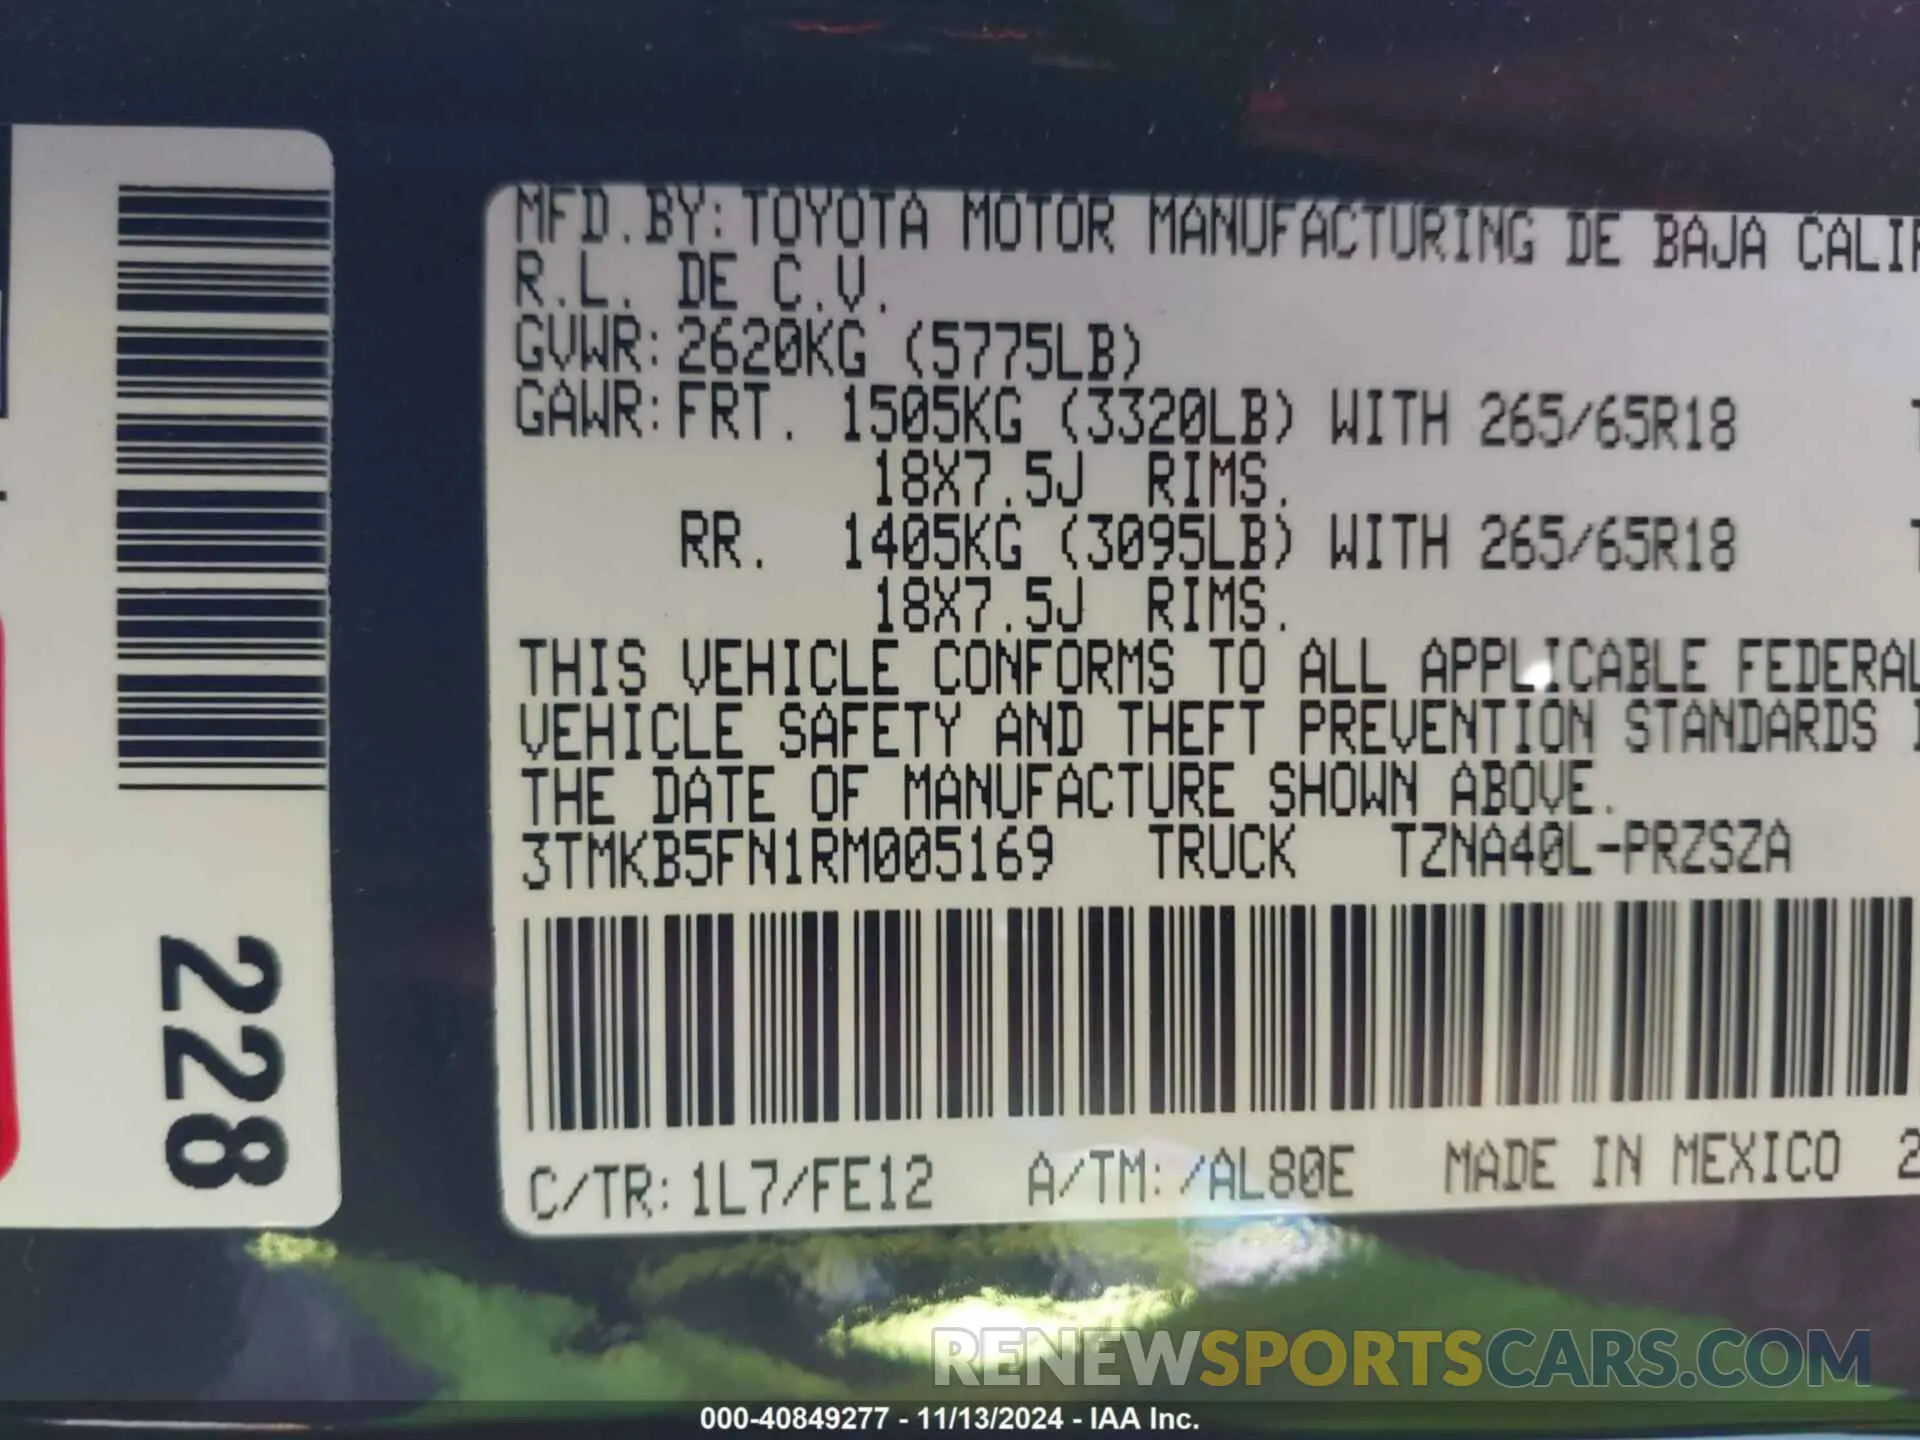 MFD.BY:TOYOTA MOTOR MANUFACTURING DE BAJA CALIF
R.L. DE C.V.
GVWR:2620KG (5775LB)
GAWR:FRT. 1505KG (3320LB) WITH 265/65R18 T
18X7.5J RIMS.
RR. 1405KG (3095LB) WITH 265/65R18 T
18X7.5J RIMS.
THIS VEHICLE CONFORMS TO ALL APPLICABLE FEDERAL
VEHICLE SAFETY AND THEFT PREVENTION STANDARDS
THE DATE OF MANUFACTURE SHOWN ABOVE.
3TMKB5FN1RM005169 TRUCK TZNA40L-PRZSZA
C/TR:1L7/FE12 A/TM:/AL80E MADE IN MEXICO 2
228
RENEWSPORTSCARS.COM
000-40849277 - 11/13/2024 - IAA Inc.